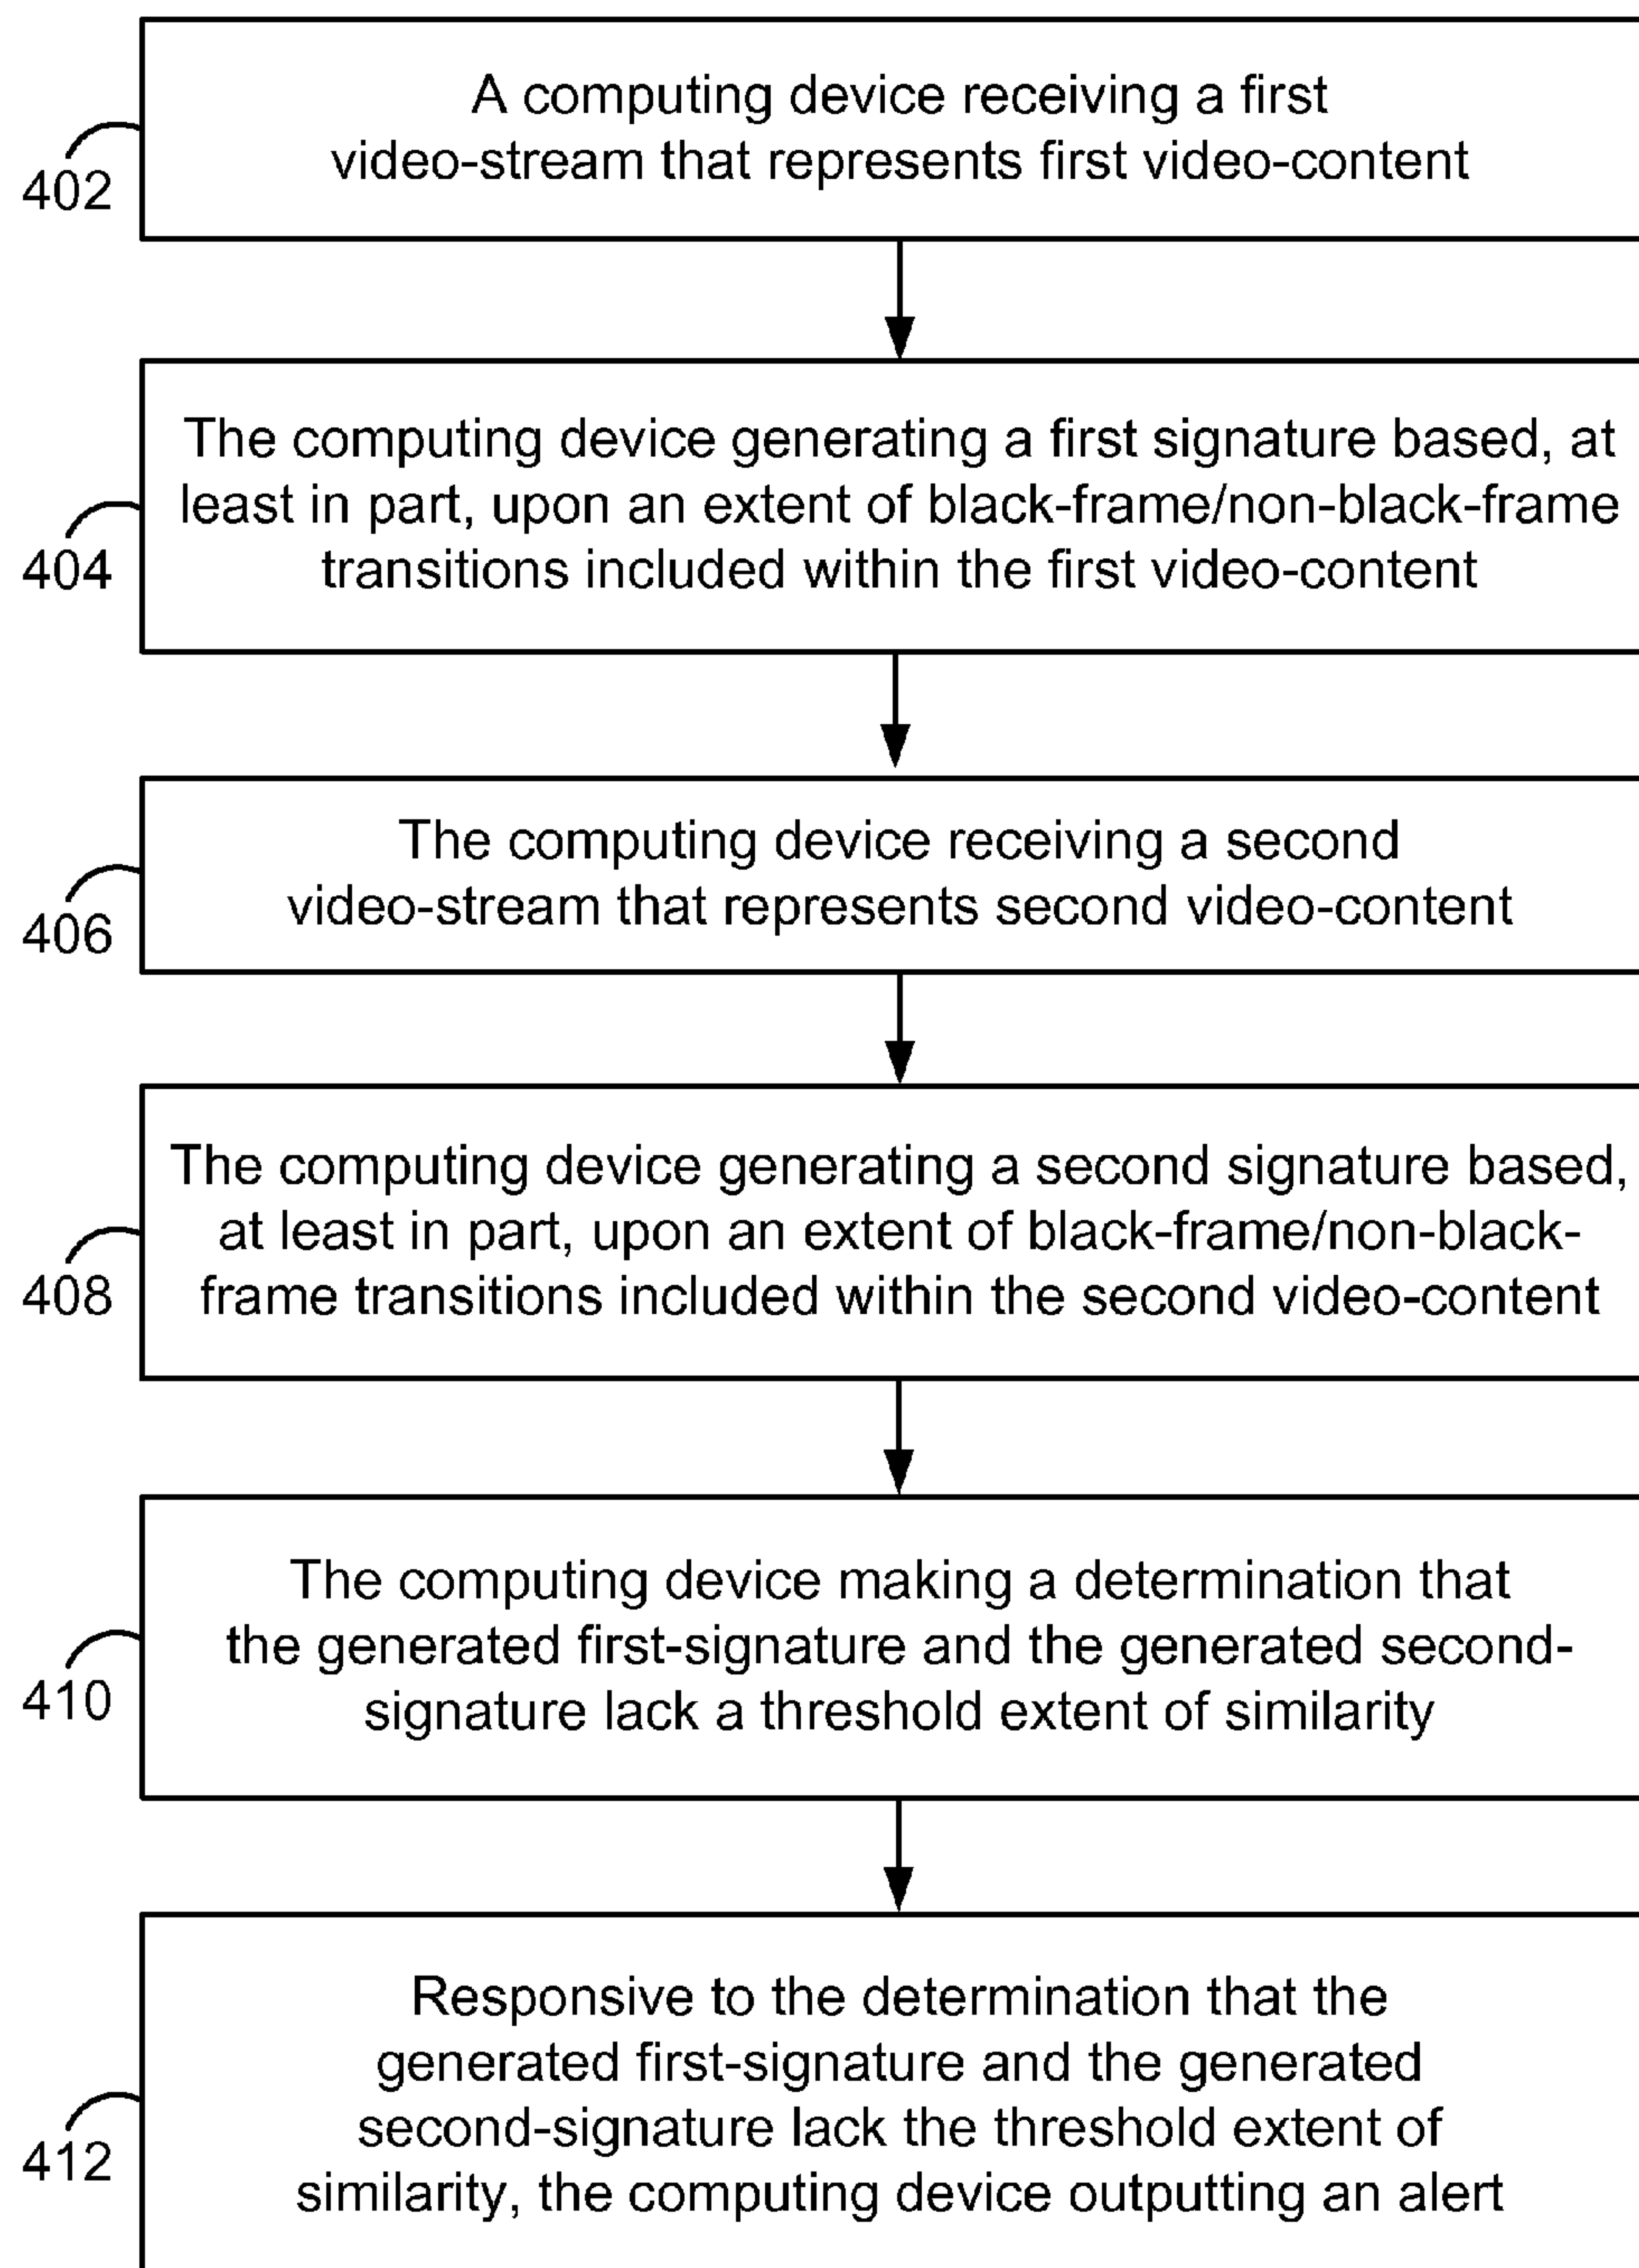 A computing device receiving a first
video-stream that represents first video-content
402
The computing device generating a first signature based, at
least in part, upon an extent of black-frame/non-black-frame
transitions included within the first video-content
404
The computing device receiving a second
video-stream that represents second video-content
406
The computing device generating a second signature based,
at least in part, upon an extent of black-frame/non-black-
frame transitions included within the second video-content
408
The computing device making a determination that
the generated first-signature and the generated second-
signature lack a threshold extent of similarity
410
Responsive to the determination that the
generated first-signature and the generated
second-signature lack the threshold extent of
similarity, the computing device outputting an alert
412